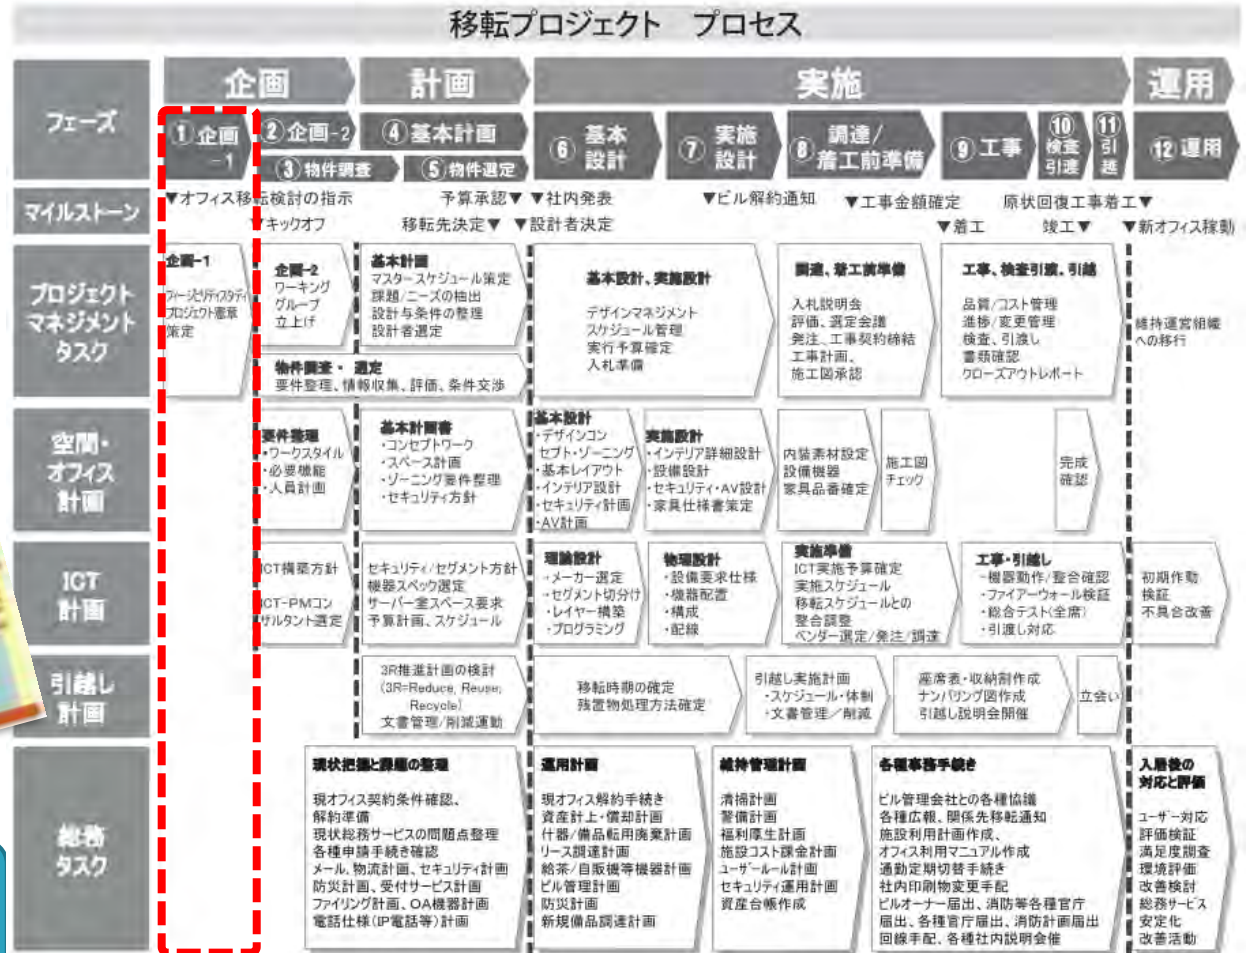 移転プロジェクト プロセス
フェーズ
企画
計画
実施
運用
①企画
-1
②企画-2
③物件調査
④基本計画
⑤物件選定
⑥基本
設計
⑦実施
設計
⑧調達/
着工前準備
⑨工事
⑩
検査
引渡
⑪
引
越
⑫運用
マイルストーン
▼オフィス移転検討の指示
予算承認▼
▼社内発表
▼ビル解約通知
▼工事金額確定
原状回復工事着工▼
▼キックオフ
移転先決定▼
▼設計者決定
▼着工
竣工▼
▼新オフィス稼動
プロジェクト
マネジメント
タスク
企画-1
フィージビリティスタディ
プロジェクト憲章
策定
企画-2
ワーキング
グループ
立上げ
基本計画
マスタースケジュール策定
課題/ニーズの抽出
設計与条件の整理
設計者選定
物件調査・ 選定
要件整理、情報収集、評価、条件交渉
基本設計、実施設計
デザインマネジメント
スケジュール管理
実行予算確定
入札準備
調達、着工前準備
入札説明会
評価、選定会議
発注、工事契約締結
工事計画、
施工図承認
工事、検査引渡、引越
品質/コスト管理
進捗/変更管理
検査、引渡し
書類確認
クローズアウトレポート
維持運営組織
への移行
空間・
オフィス
計画
要件整理
・ワークスタイル
・必要機能
・人員計画
基本計画書
・コンセプトワーク
・スペース計画
・ゾーニング要件整理
・セキュリティ方針
基本設計
・デザインコン
セプト・ゾーニング
・基本レイアウト
・インテリア設計
・セキュリティ計画
・AV計画
実施設計
・インテリア詳細設計
・設備設計
・セキュリティ・AV設計
・家具仕様書策定
内装素材設定
設備機器
家具品番確定
施工図
チェック
完成
確認
ICT
計画
ICT構築方針
ICT-PMコン
サルタント選定
セキュリティ/セグメント方針
機器スペック選定
サーバー室スペース要求
予算計画、スケジュール
理論設計
・メーカー選定
・セグメント切分け
・レイヤー構築
・プログラミング
物理設計
・設備要求仕様
・機器配置
・構成
・配線
実施準備
ICT実施予算確定
実施スケジュール
移転スケジュールとの
整合調整
ベンダー選定/発注/調達
工事・引越し
・機器動作/整合確認
・ファイアーウォール検証
・総合テスト(全席)
・引渡し対応
初期作動
検証
不具合改善
引越し
計画
3R推進計画の検討
(3R=Reduce, Reuse,
Recycle)
文書管理/削減運動
移転時期の確定
残置物処理方法確定
引越し実施計画
・スケジュール・体制
・文書管理/削減
座席表・収納割作成
ナンバリング図作成
引越し説明会開催
立会い
総務
タスク
現状把握と課題の整理
現オフィス契約条件確認、
解約準備
現状総務サービスの問題点整理
各種申請手続き確認
メール、物流計画、セキュリティ計画
防災計画、受付サービス計画
ファイリング計画、OA機器計画
電話仕様(IP電話等)計画
運用計画
現オフィス解約手続き
資産計上・償却計画
什器/備品転用廃棄計画
リース調達計画
給茶/自販機等機器計画
ビル管理計画
防災計画
新規備品調達計画
維持管理計画
清掃計画
警備計画
福利厚生計画
施設コスト課金計画
ユーザールール計画
セキュリティ運用計画
資産台帳作成
各種事務手続き
ビル管理会社との各種協議
各種広報、関係先移転通知
施設利用計画作成、
オフィス利用マニュアル作成
通勤定期切替手続き
社内印刷物変更手配
ビルオーナー届出、消防等各種官庁
届出、各種官庁届出、消防計画届出
回線手配、各種社内説明会催
入居後の
対応と評価
ユーザー対応
評価検証
満足度調査
環境評価
改善検討
総務サービス
安定化
改善活動